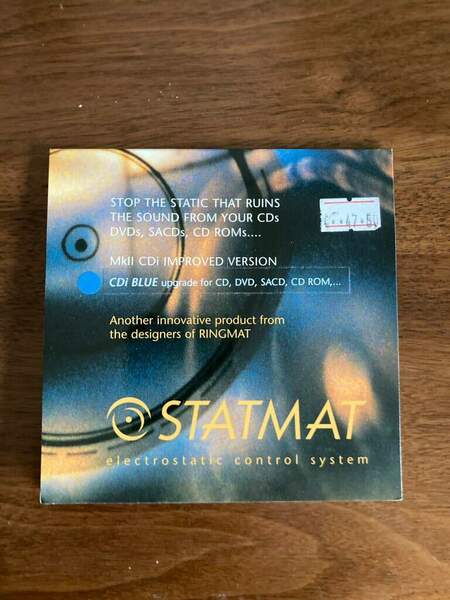 STOP THE STATIC THAT RUINS
THE SOUND FROM YOUR CDs
DVDs, SACDs, CD ROMs....
MkII CDi IMPROVED VERSION
CDi BLUE upgrade for CD, DVD, SACD, CD ROM,...
Another innovative product from
the designers of RINGMAT
STATMAT
electrostatic control system